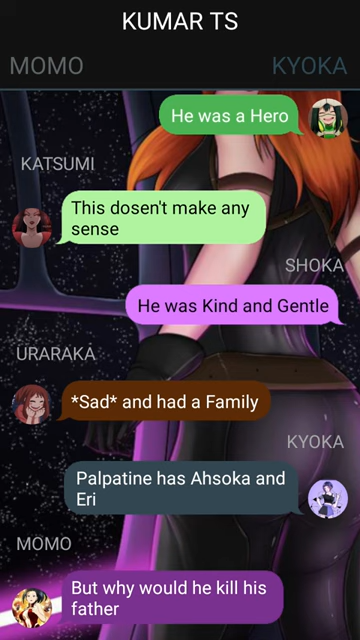 KUMAR TS
MOMO
KYOKA
He was a Hero
KATSUMI
This dosen't make any
sense
SHOKA
He was Kind and Gentle
URARAKA
*Sad* and had a Family
KYOKA
Palpatine has Ahsoka and
Eri
MOMO
But why would he kill his
father